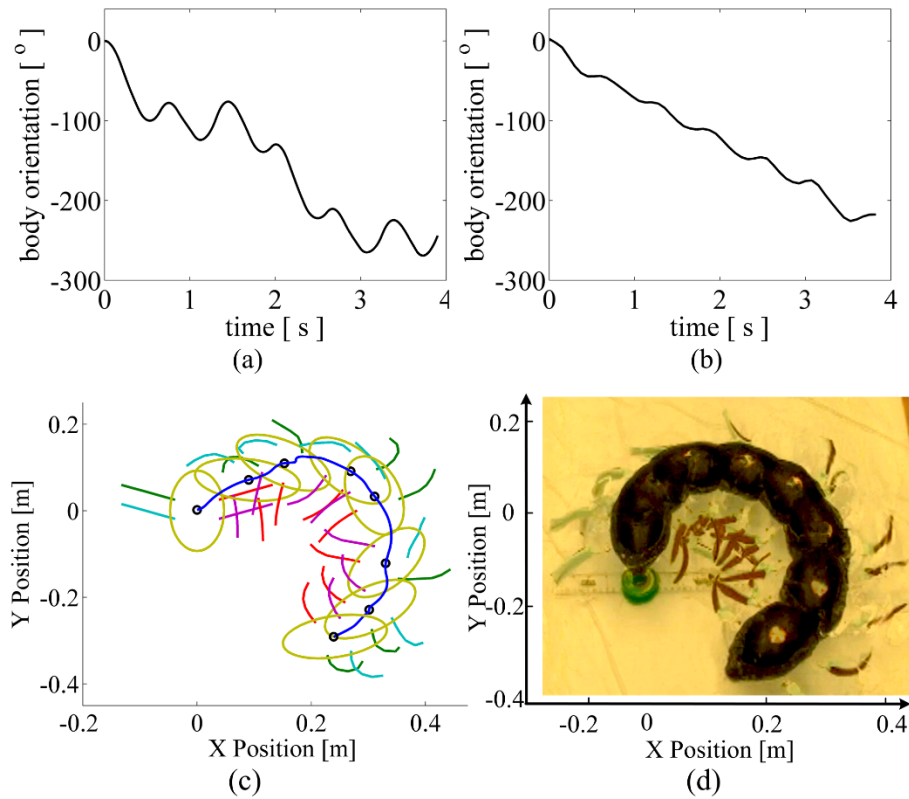 0
-100
-200
-300
body orientation [ ° ]
0 1 2 3 4
time [ s ]
(a)
0
-100
-200
-300
body orientation [ ° ]
0 1 2 3 4
time [ s ]
(b)
0.2
0
-0.2
-0.4
Y Position [m]
-0.2 0 0.2 0.4
X Position [m]
(c)
0.2
0
-0.2
-0.4
Y Position [m]
-0.2 0 0.2 0.4
X Position [m]
(d)